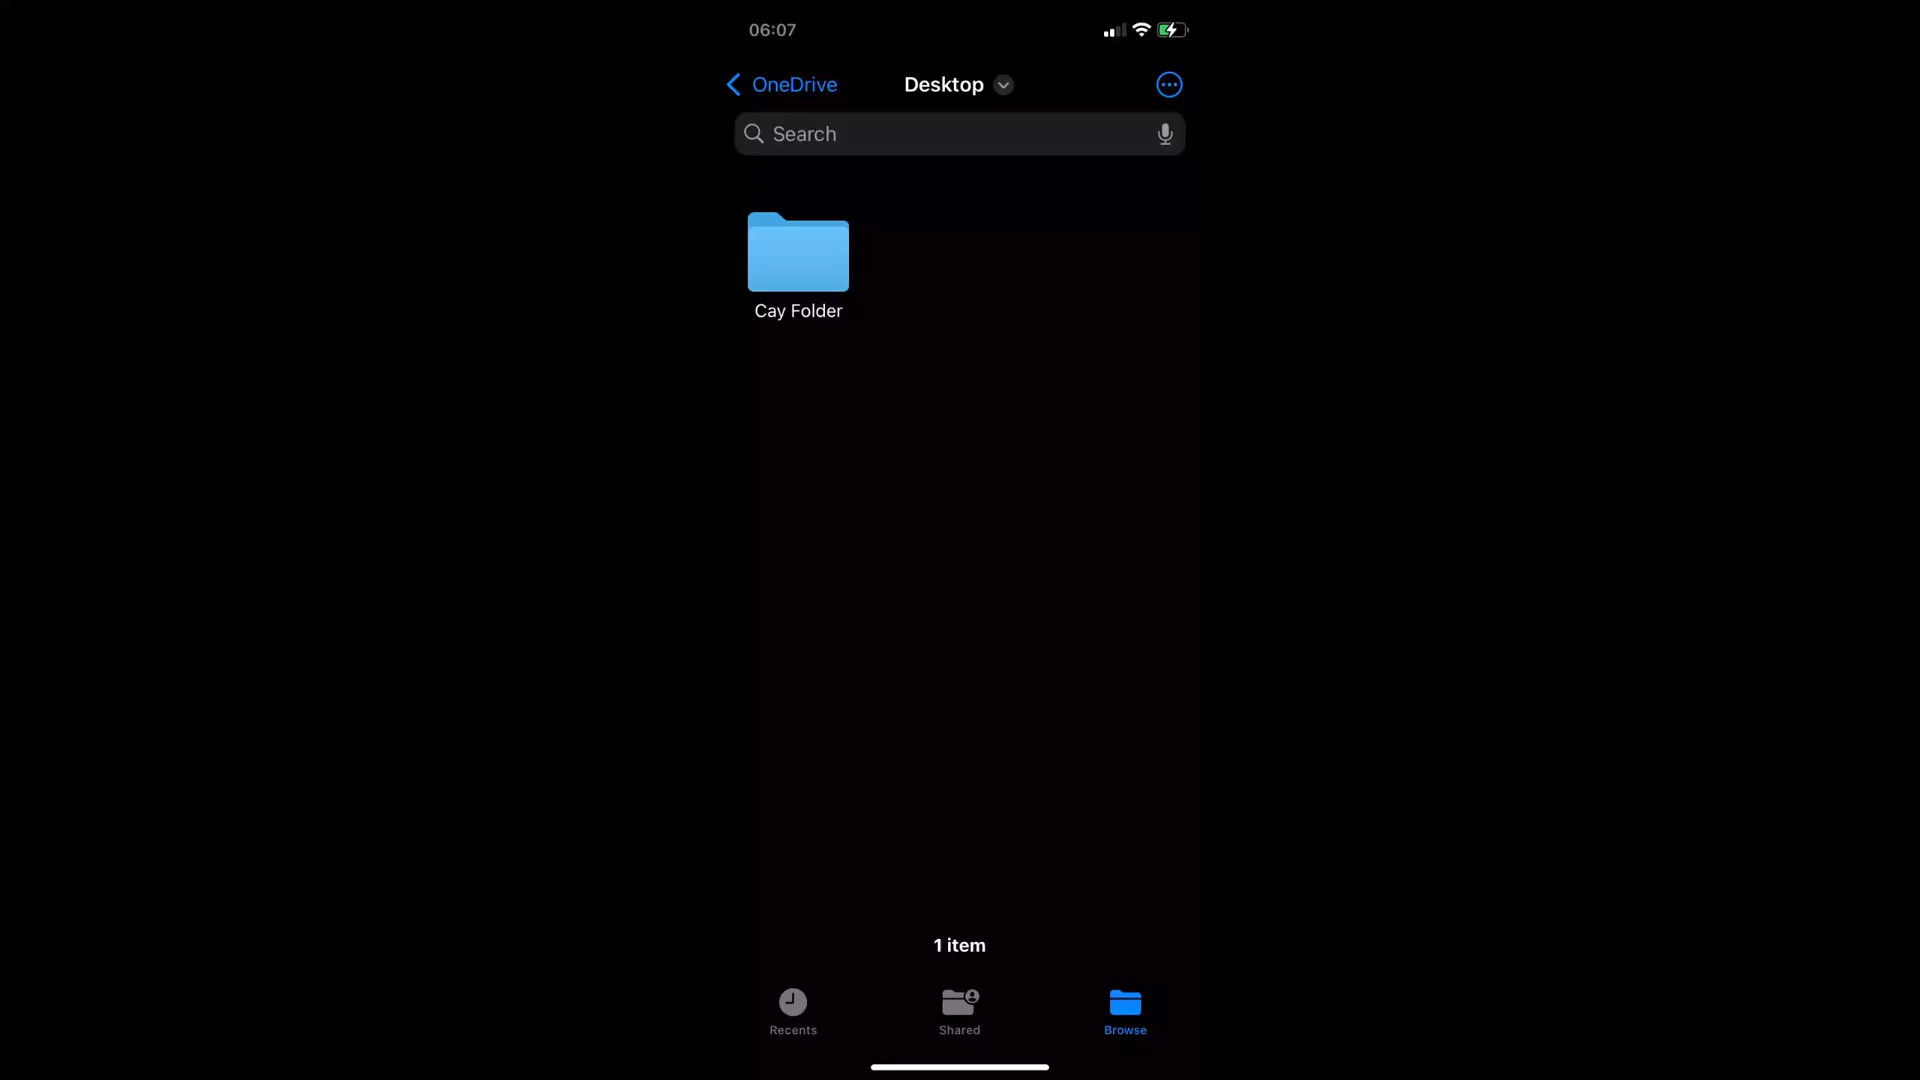 06:07
OneDrive
Desktop
Search
Cay Folder
1 item
Recents
Shared
Browse